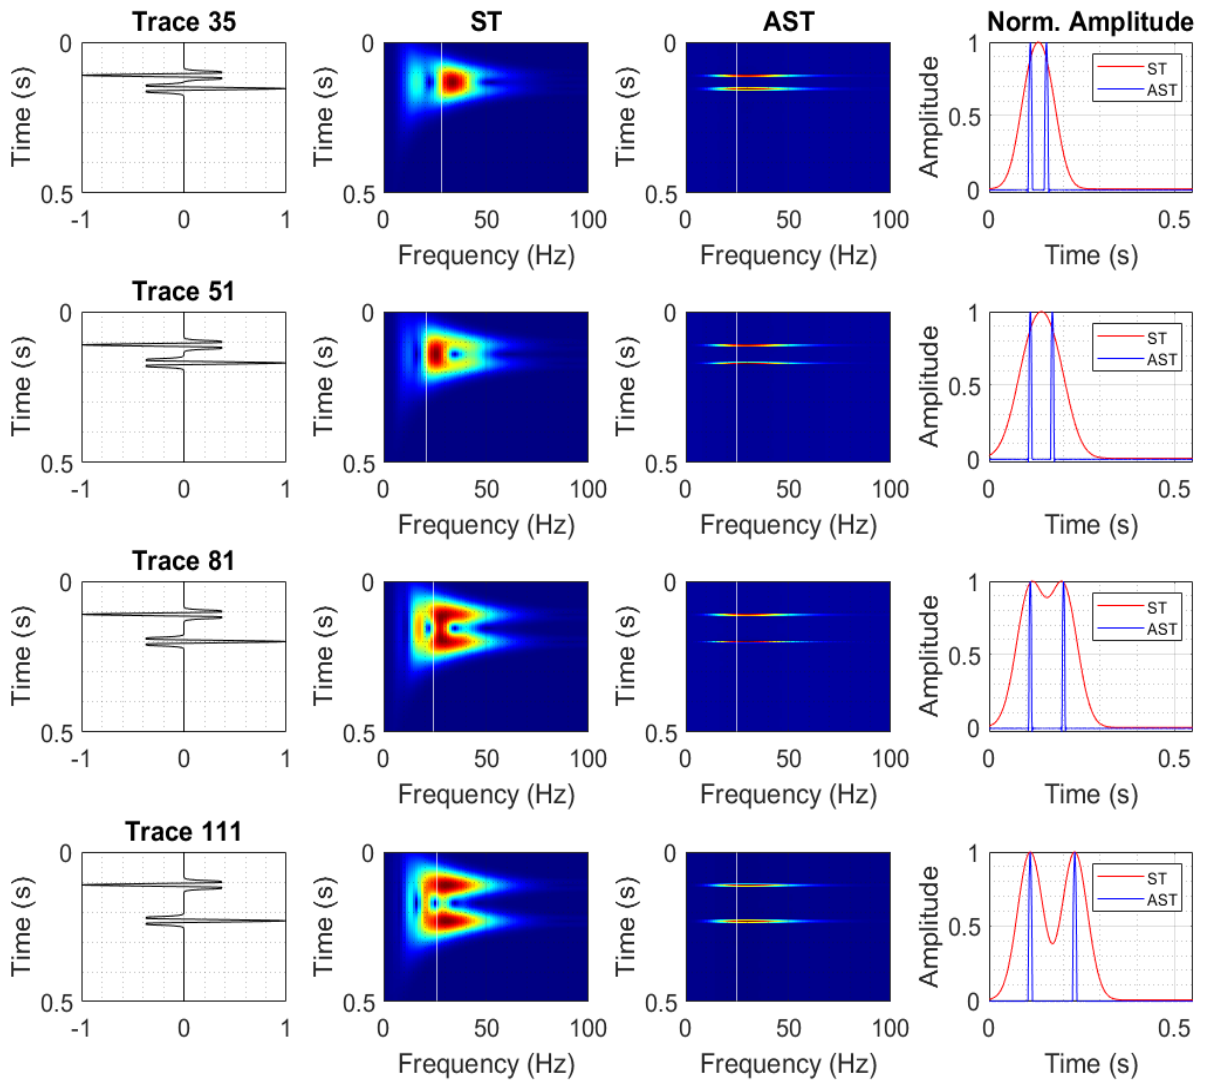 Trace 35 ST AST Norm. Amplitude
0 0 0 1
Time (s) Time (s) Time (s) Amplitude
ST
AST
0.5
0.5 0.5 0.5 0
-1 0 1 0 50 100 0 50 100 0 0.5
Frequency (Hz) Frequency (Hz) Time (s)
Trace 51
0 0 0 1
Time (s) Time (s) Time (s) Amplitude
ST
AST
0.5
0.5 0.5 0.5 0
-1 0 1 0 50 100 0 50 100 0 0.5
Frequency (Hz) Frequency (Hz) Time (s)
Trace 81
0 0 0 1
Time (s) Time (s) Time (s) Amplitude
ST
AST
0.5
0.5 0.5 0.5 0
-1 0 1 0 50 100 0 50 100 0 0.5
Frequency (Hz) Frequency (Hz) Time (s)
Trace 111
0 0 0 1
Time (s) Time (s) Time (s) Amplitude
ST
AST
0.5
0.5 0.5 0.5 0
-1 0 1 0 50 100 0 50 100 0 0.5
Frequency (Hz) Frequency (Hz) Time (s)